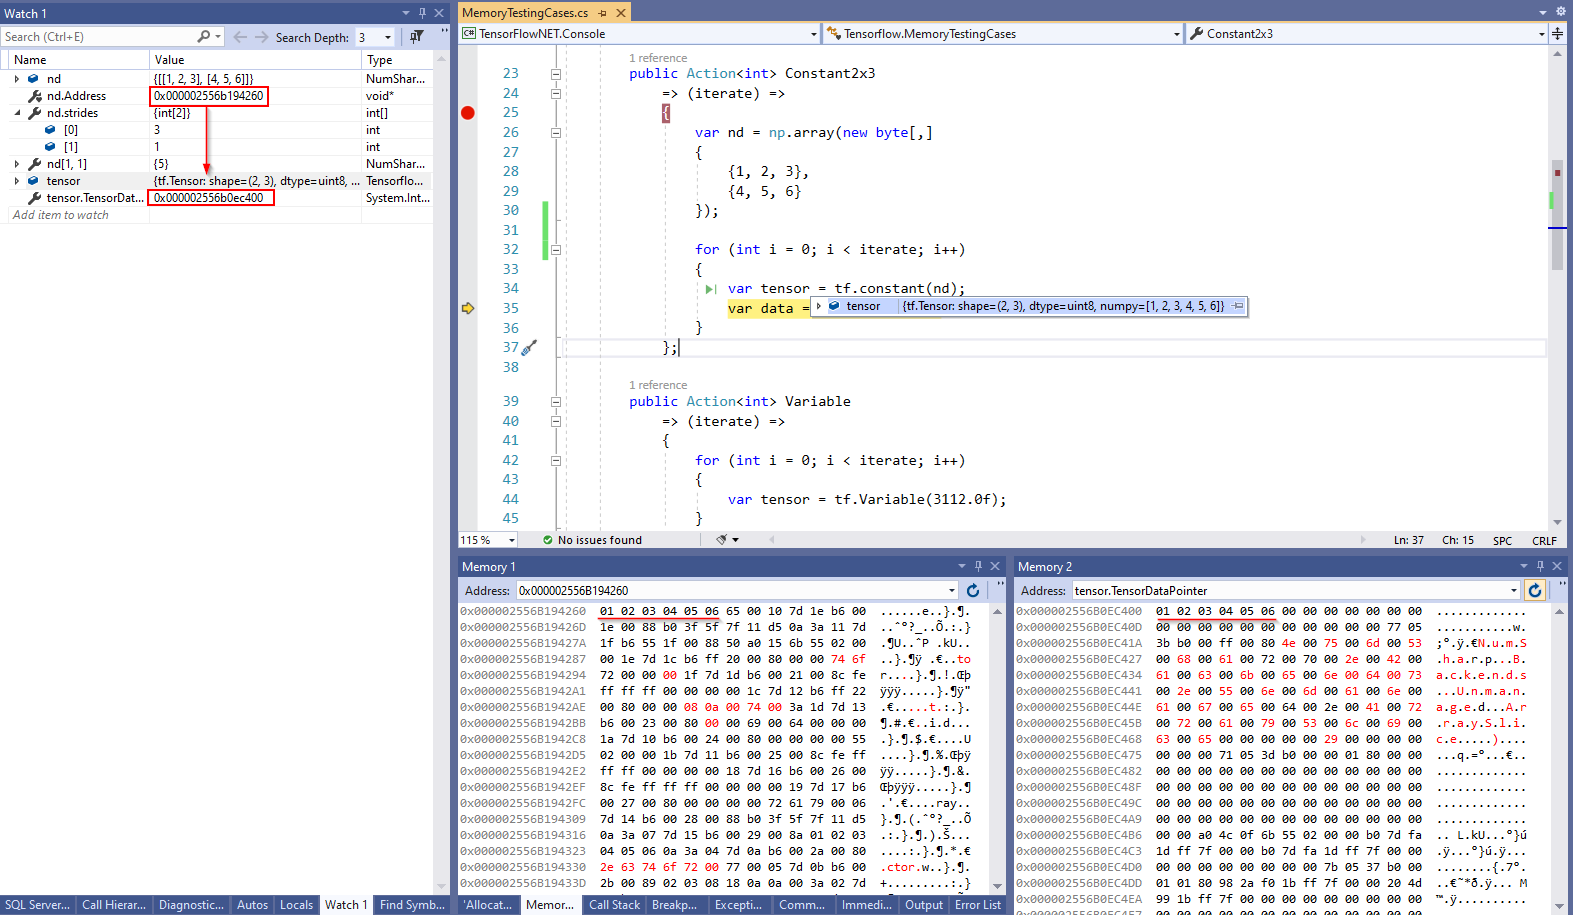 Watch 1
Search (Ctrl+E)
Search Depth: 3
Name Value Type
nd {[[1, 2, 3], [4, 5, 6]]} NumShar...
nd.Address 0x000002556b194260 void*
nd.strides {int[2]} int[]
[0] 3 int
[1] 1 int
nd[1, 1] {5} NumShar...
tensor {tf.Tensor: shape=(2, 3), dtype=uint8, ... Tensorflo...
tensor.TensorDat... 0x000002556b0ec400 System.Int...
Add item to watch
MemoryTestingCases.cs
C# TensorFlowNET.Console Tensorflow.MemoryTestingCases Constant2x3
1 reference
23 public Action<int> Constant2x3
24 => (iterate) =>
25 {
26 var nd = np.array(new byte[,]
27 {
28 {1, 2, 3},
29 {4, 5, 6}
30 });
31
32 for (int i = 0; i < iterate; i++)
33 {
34 var tensor = tf.constant(nd);
35 var data = tensor {tf.Tensor: shape=(2, 3), dtype=uint8, numpy=[1, 2, 3, 4, 5, 6]}
36 }
37 };
38
1 reference
39 public Action<int> Variable
40 => (iterate) =>
41 {
42 for (int i = 0; i < iterate; i++)
43 {
44 var tensor = tf.Variable(3112.0f);
45 }
115 % No issues found Ln: 37 Ch: 15 SPC CRLF
Memory 1
Address: 0x000002556B194260
0x000002556B194260 01 02 03 04 05 06 65 00 10 7d 1e b6 00 ......e..}.¶.
0x000002556B19426D 1e 00 88 b0 3f 5f 7f 11 d5 0a 3a 11 7d ..ˆ°?_..Õ.:.}
0x000002556B19427A 1f b6 55 1f 00 88 50 a0 15 6b 55 02 00 .¶U..ˆP .kU..
0x000002556B194287 00 1e 7d 1c b6 ff 20 00 80 00 00 74 6f ..}.¶ÿ .€..to
0x000002556B194294 72 00 00 00 1f 7d 1d b6 00 21 00 8c fe r....}.¶.!.Œþ
0x000002556B1942A1 ff ff ff 00 00 00 00 1c 7d 12 b6 ff 22 ÿÿÿ.....}.¶ÿ"
0x000002556B1942AE 00 80 00 00 08 0a 00 74 00 3a 1d 7d 13 .€.....t.:.}.
0x000002556B1942BB b6 00 23 00 80 00 00 69 00 64 00 00 00 ¶.#.€..i.d...
0x000002556B1942C8 1a 7d 10 b6 00 24 00 80 00 00 00 00 55 .}.¶.$.€....U
0x000002556B1942D5 02 00 00 1b 7d 11 b6 00 25 00 8c fe ff ....}.¶.%.Œþÿ
0x000002556B1942E2 ff ff 00 00 00 00 18 7d 16 b6 00 26 00 ÿÿ.....}.¶.&.
0x000002556B1942EF 8c fe ff ff ff 00 00 00 00 19 7d 17 b6 Œþÿÿÿ.....}.¶
0x000002556B1942FC 00 27 00 80 00 00 00 00 72 61 79 00 06 .'.€....ray..
0x000002556B194309 7d 14 b6 00 28 00 88 b0 3f 5f 7f 11 d5 }.¶.(.ˆ°?_..Õ
0x000002556B194316 0a 3a 07 7d 15 b6 00 29 00 8a 01 02 03 .:.}.¶.).Š...
0x000002556B194323 04 05 06 0a 3a 04 7d 0a b6 00 2a 00 80 ....:.}.¶.*.€
0x000002556B194330 2e 63 74 6f 72 00 77 00 05 7d 0b b6 00 .ctor.w..}.¶.
0x000002556B19433D 2b 00 89 02 03 08 18 0a 0a 00 3a 02 7d +.........:.}
Memory 2
Address: tensor.TensorDataPointer
0x000002556B0EC400 01 02 03 04 05 06 00 00 00 00 00 00 00 .............
0x000002556B0EC40D 00 00 00 00 00 00 00 00 00 00 00 77 05 ...........w.
0x000002556B0EC41A 3b b0 00 ff 00 80 4e 00 75 00 6d 00 53 ;°.ÿ.€N.u.m.S
0x000002556B0EC427 00 68 00 61 00 72 00 70 00 2e 00 42 00 .h.a.r.p...B.
0x000002556B0EC434 61 00 63 00 6b 00 65 00 6e 00 64 00 73 a.c.k.e.n.d.s
0x000002556B0EC441 00 2e 00 55 00 6e 00 6d 00 61 00 6e 00 ...U.n.m.a.n.
0x000002556B0EC44E 61 00 67 00 65 00 64 00 2e 00 41 00 72 a.g.e.d...A.r
0x000002556B0EC45B 00 72 00 61 00 79 00 53 00 6c 00 69 00 .r.a.y.S.l.i.
0x000002556B0EC468 63 00 65 00 00 00 00 00 29 00 00 00 00 c.e.....)....
0x000002556B0EC475 00 00 00 71 05 3d b0 00 00 01 80 00 00 ...q.=°...€..
0x000002556B0EC482 00 00 00 00 00 00 00 00 00 00 00 00 00 .............
0x000002556B0EC48F 00 00 00 00 00 00 00 00 00 00 00 00 00 .............
0x000002556B0EC49C 00 00 00 00 00 00 00 00 00 00 00 00 00 .............
0x000002556B0EC4A9 00 00 00 00 00 00 00 00 00 00 00 00 00 .............
0x000002556B0EC4B6 00 00 a0 4c 0f 6b 55 02 00 00 b0 7d fa .. L.kU...°}ú
0x000002556B0EC4C3 1d ff 7f 00 00 b0 7d fa 1d ff 7f 00 00 .ÿ...°}ú.ÿ...
0x000002556B0EC4D0 00 00 00 00 00 00 00 00 7b 05 37 b0 00 ........{.7°.
0x000002556B0EC4DD 01 01 80 98 2a f0 1b ff 7f 00 00 20 4d ..€˜*ð.ÿ... M
0x000002556B0EC4EA 99 1b ff 7f 00 00 00 00 00 00 00 00 00 ™.ÿ..........
SQL Server... Call Hierar... Diagnostic... Autos Locals Watch 1 Find Symb...
'Allocat... Memor... Call Stack Breakp... Excepti... Comm... Immedi... Output Error List